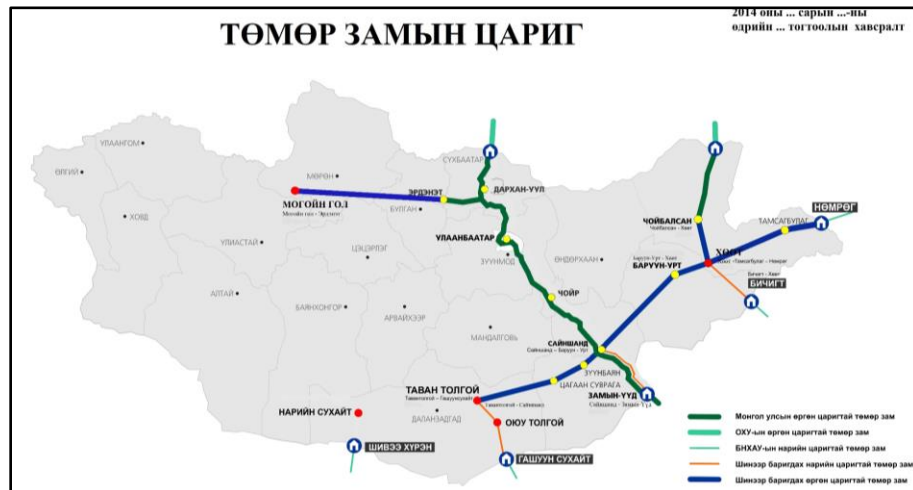 ТӨМӨР ЗАМЫН ЦАРИГ
2014 оны ... сарын ...-ны
өдрийн ... тогтоолын хавсралт
УЛААНГОМ
ӨЛГИЙ
ХОВД
МӨРӨН
СҮХБААТАР
ЭРДЭНЭТ
ДАРХАН-УУЛ
МОГОЙН ГОЛ
Могойн гол - Эрдэнэт
БУЛГАН
НӨМРӨГ
ЧОЙБАЛСАН
Чойбалсан - Хөөт
ТАМСАГБУЛАГ
УЛААНБААТАР
УЛИАСТАЙ
ЦЭЦЭРЛЭГ
ЗУУНМОД
ӨНДӨРХААН
Баруун-Урт - Хөөт
БАРУУН-УРТ
ХӨӨТ
Хөөт -Тамсагбулаг - Нөмрөг
Бичигт - Хөөт
БИЧИГТ
АЛТАЙ
БАЯНХОНГОР
АРВАЙХЭЭР
ЧОЙР
МАНДАЛГОВЬ
САЙНШАНД
Сайншанд - Баруун - Урт
ЗҮҮНБАЯН
ЦАГААН СУВРАГА
ЗАМЫН-ҮҮД
ТАВАН ТОЛГОЙ
Тавантолгой - Гашуунсухайт
Тавантолгой - Сайншанд
НАРИЙН СУХАЙТ
ДАЛАНЗАДГАД
ОЮУ ТОЛГОЙ
ШИВЭЭ ХҮРЭН
ГАШУУН СУХАЙТ
Монгол улсын өргөн царигтай төмөр зам
ОХУ-ын өргөн царигтай төмөр зам
БНХАУ-ын нарийн царигтай төмөр зам
Шинээр баригдах нарийн царигтай төмөр зам
Шинээр баригдах өргөн царигтай төмөр зам